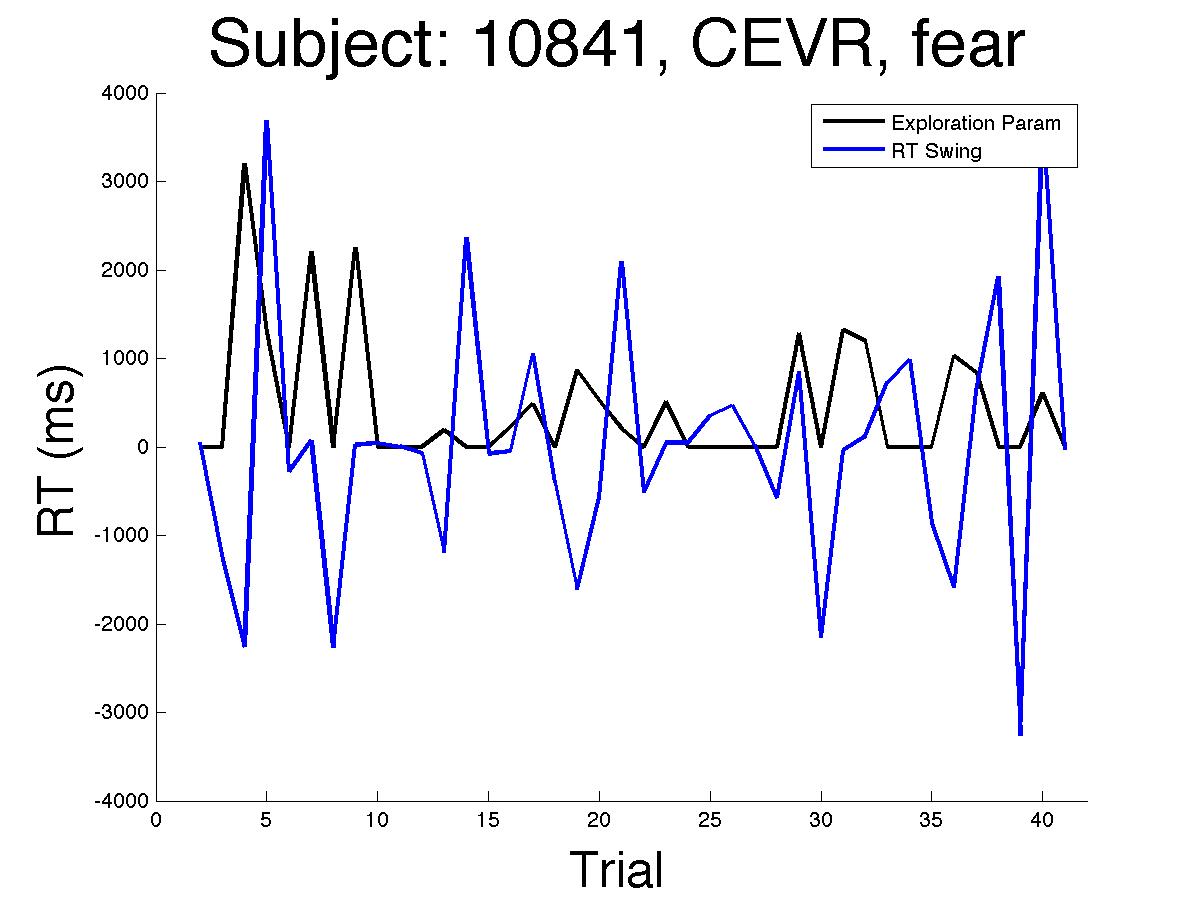 Subject: 10841, CEVR, fear
4000
3000
2000
1000
0
-1000
-2000
-3000
-4000
RT (ms)
Exploration Param
RT Swing
0 5 10 15 20 25 30 35 40
Trial